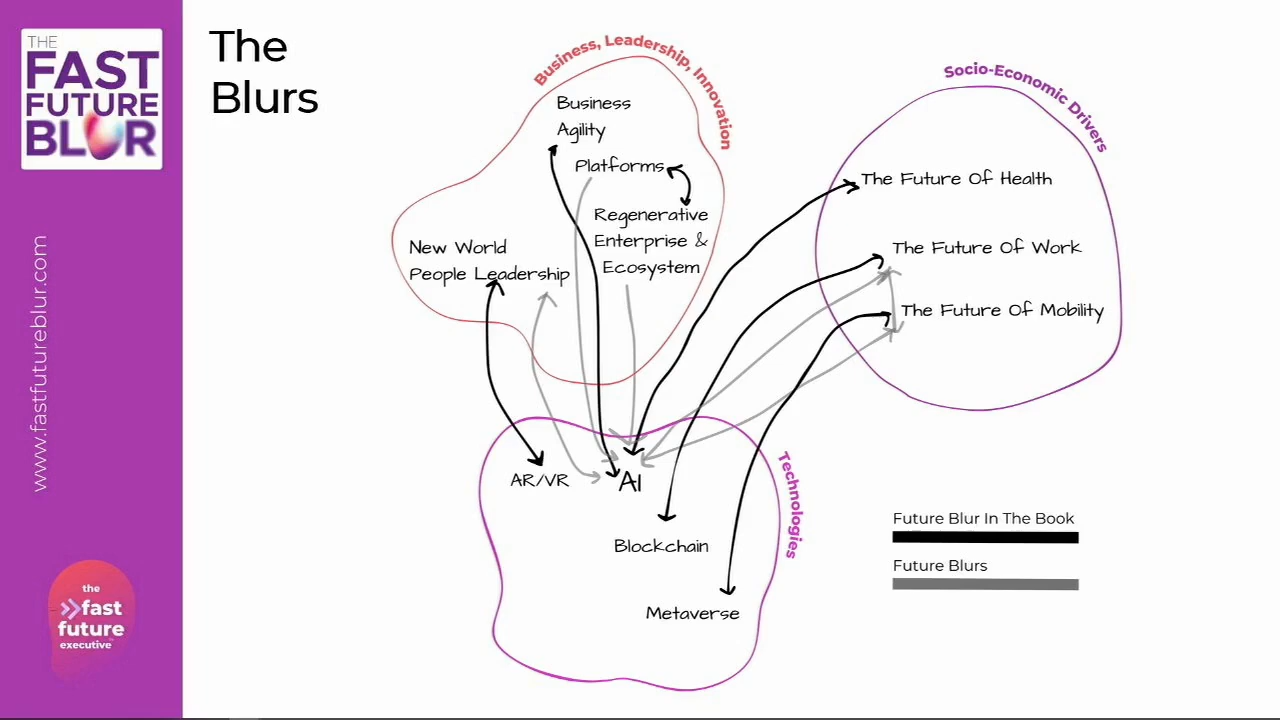 THE
FAST
FUTURE
BLUR
www.fastfutureblur.com
the
fast
future
executive
The
Blurs
Business, Leadership, Innovation
Business
Agility
Platforms
Regenerative
Enterprise &
Ecosystem
New World
People Leadership
Socio-Economic Drivers
The Future Of Health
The Future Of Work
The Future Of Mobility
Technologies
AR/VR
AI
Blockchain
Metaverse
Future Blur In The Book
Future Blurs